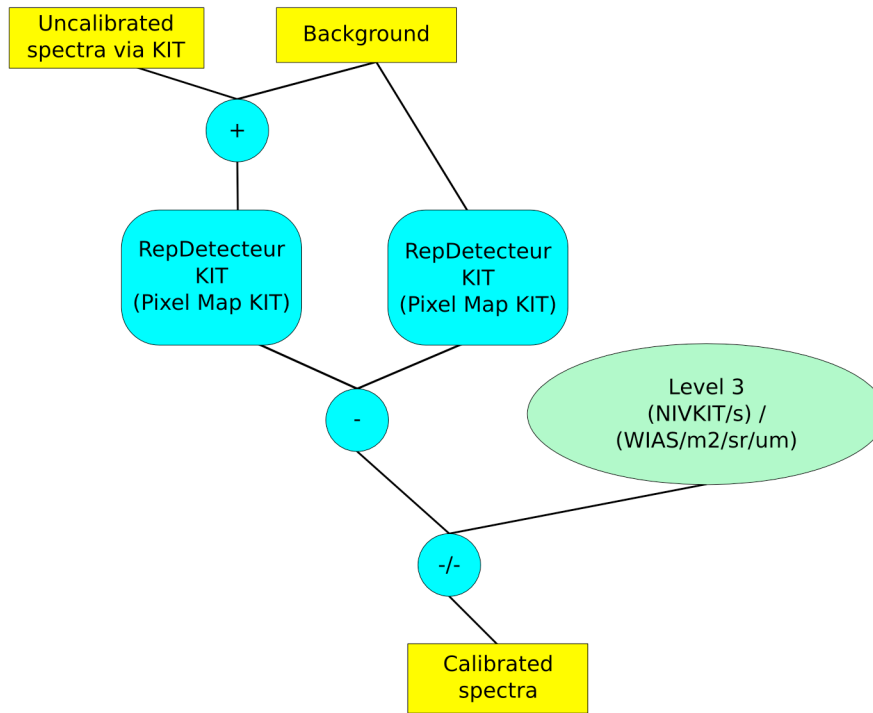 Uncalibrated
spectra via KIT
Background
+
RepDetecteur
KIT
(Pixel Map KIT)
RepDetecteur
KIT
(Pixel Map KIT)
-
Level 3
(NIVKIT/s) /
(WIAS/m2/sr/um)
-/-
Calibrated
spectra